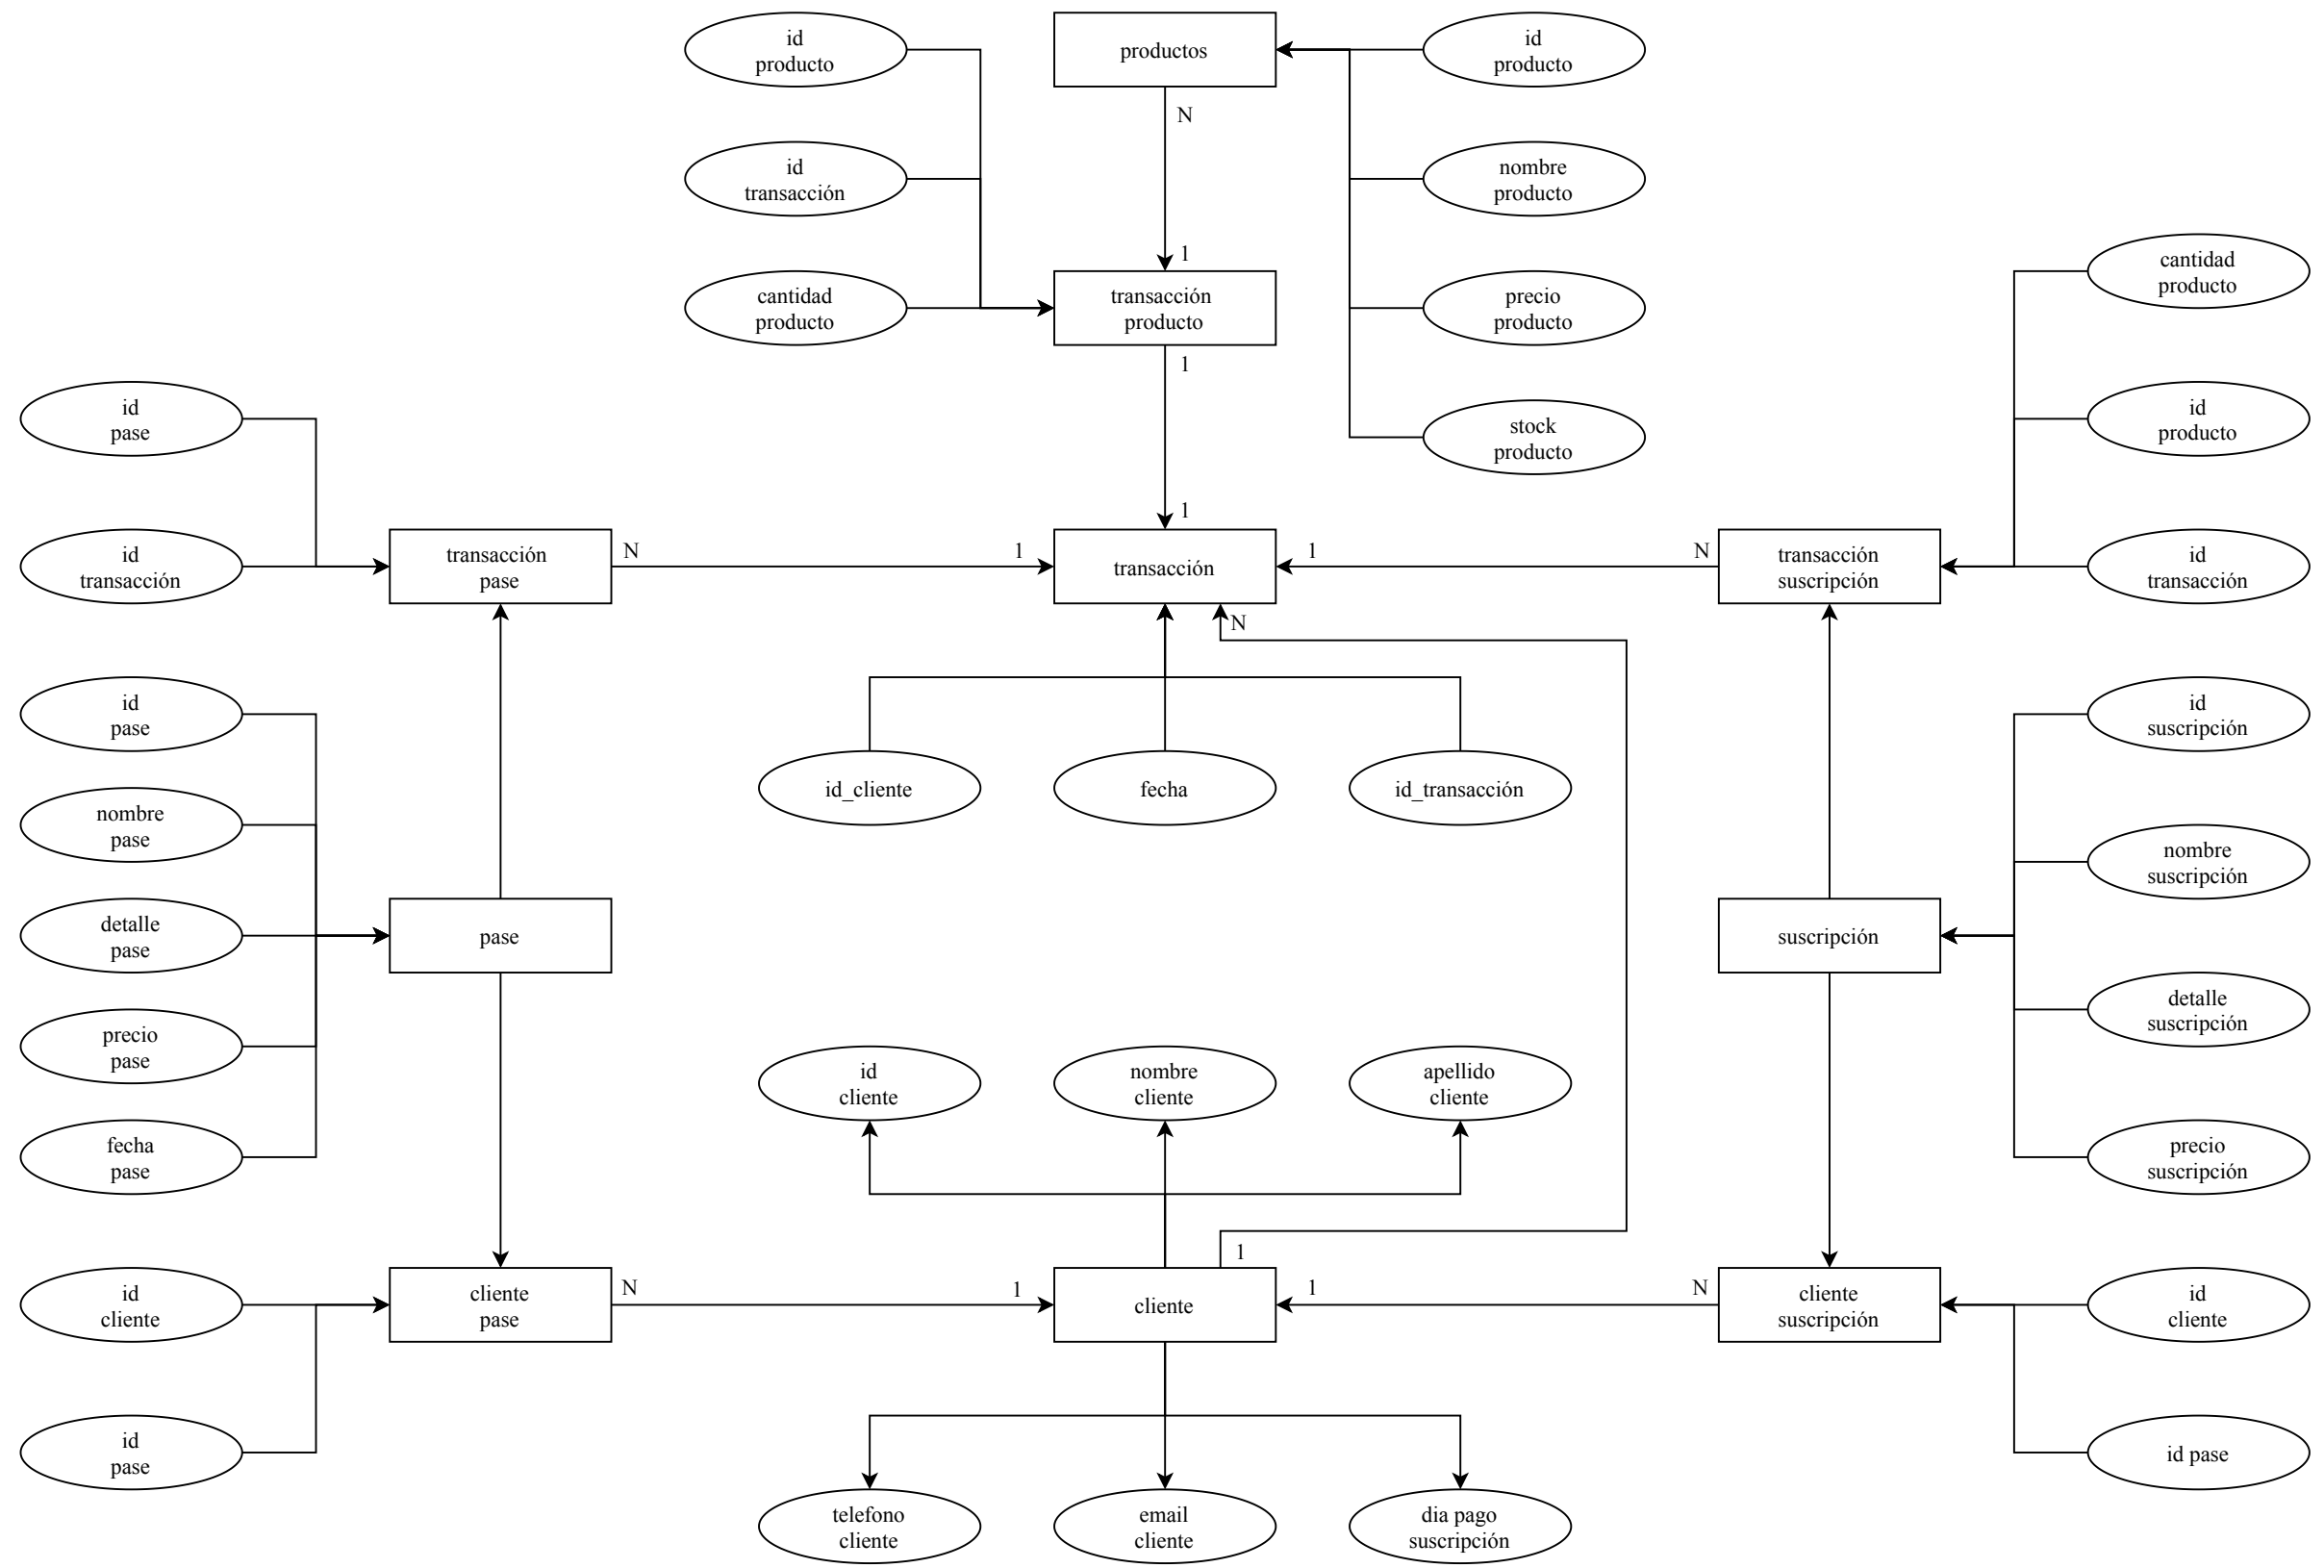 id
producto
productos
id
producto
N
id
transacción
nombre
producto
1
cantidad
producto
cantidad
producto
transacción
producto
precio
producto
1
id
pase
id
producto
stock
producto
1
id
transacción
transacción
pase
N
1
transacción
1
N
transacción
suscripción
id
transacción
N
id
pase
id
suscripción
id_cliente
fecha
id_transacción
nombre
pase
nombre
suscripción
detalle
pase
pase
suscripción
detalle
suscripción
precio
pase
id
cliente
nombre
cliente
apellido
cliente
fecha
pase
precio
suscripción
1
id
cliente
cliente
pase
N
1
cliente
1
N
cliente
suscripción
id
cliente
id
pase
id pase
telefono
cliente
email
cliente
dia pago
suscripción